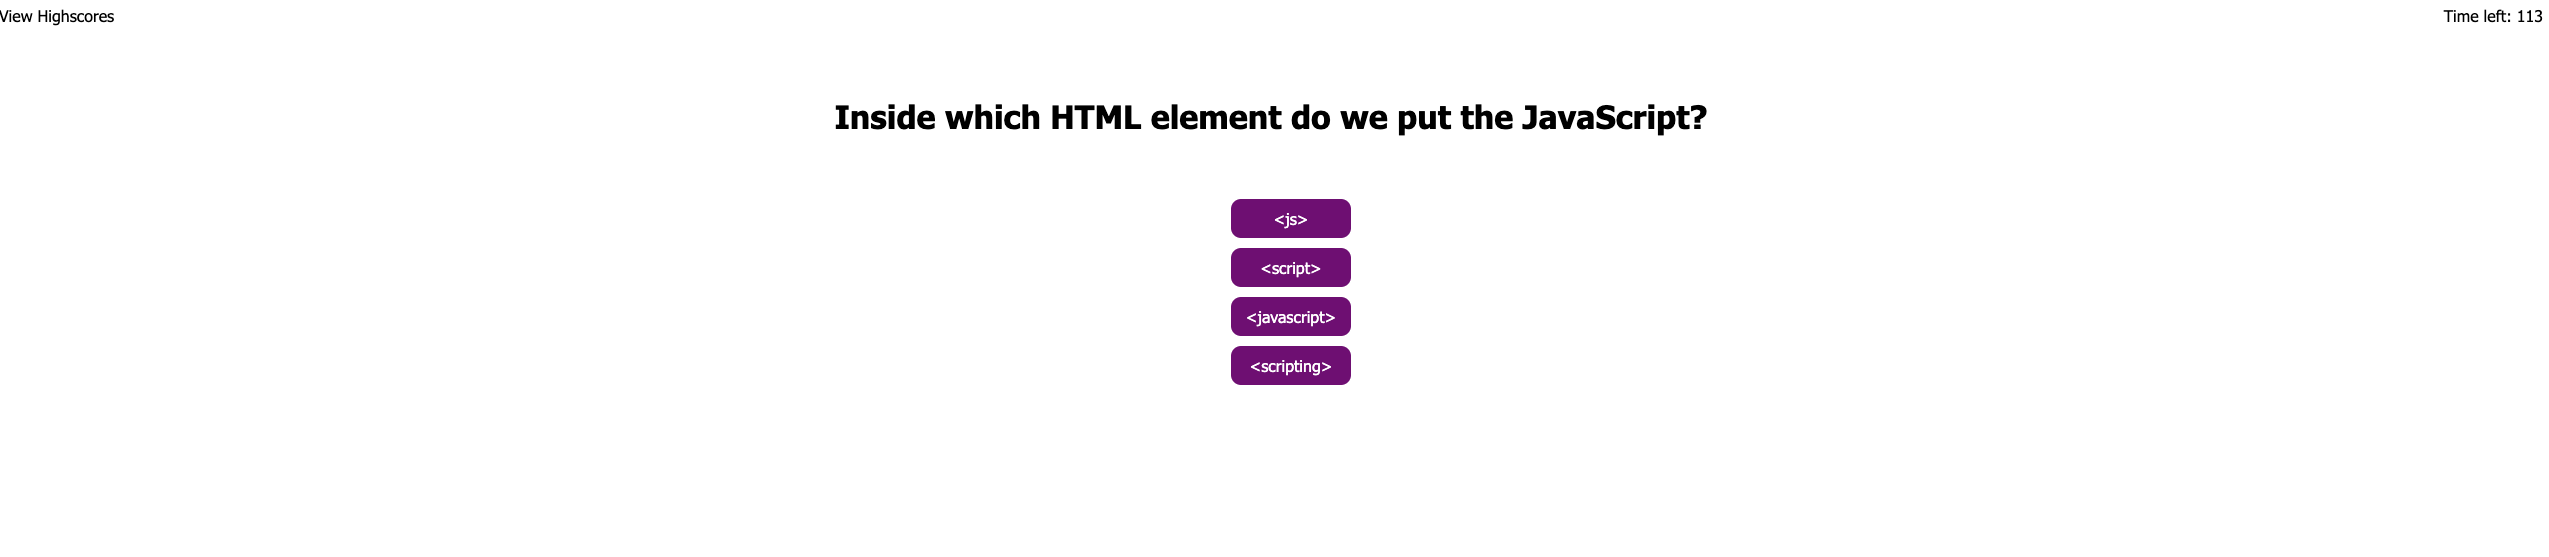 View Highscores
Time left: 113
Inside which HTML element do we put the JavaScript?
<js>
<script>
<javascript>
<scripting>